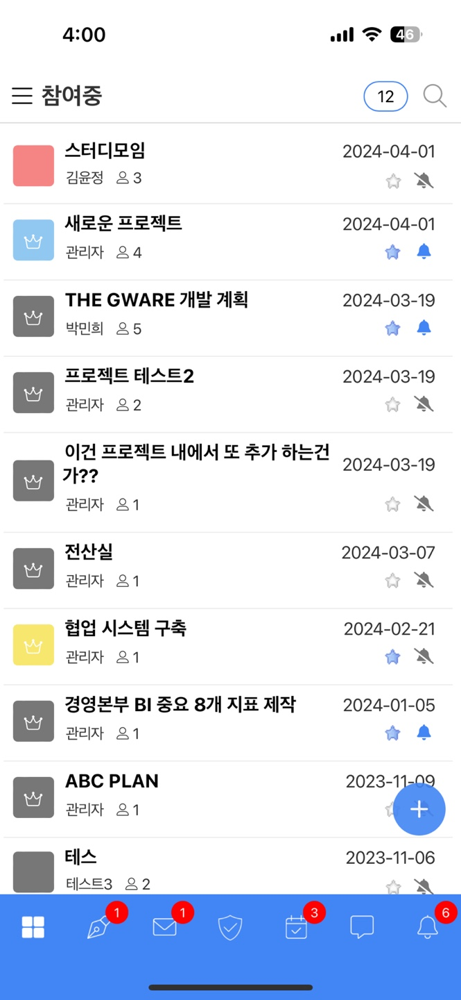 4:00
46
참여중
12
스터디모임
2024-04-01
김윤정 3
새로운 프로젝트
2024-04-01
관리자 4
THE GWARE 개발 계획
2024-03-19
박민희 5
프로젝트 테스트2
2024-03-19
관리자 2
이건 프로젝트 내에서 또 추가 하는건
가??
2024-03-19
관리자 1
전산실
2024-03-07
관리자 1
협업 시스템 구축
2024-02-21
관리자 1
경영본부 BI 중요 8개 지표 제작
2024-01-05
관리자 1
ABC PLAN
2023-11-09
관리자 1
테스
2023-11-06
테스트3 2
1
1
3
6